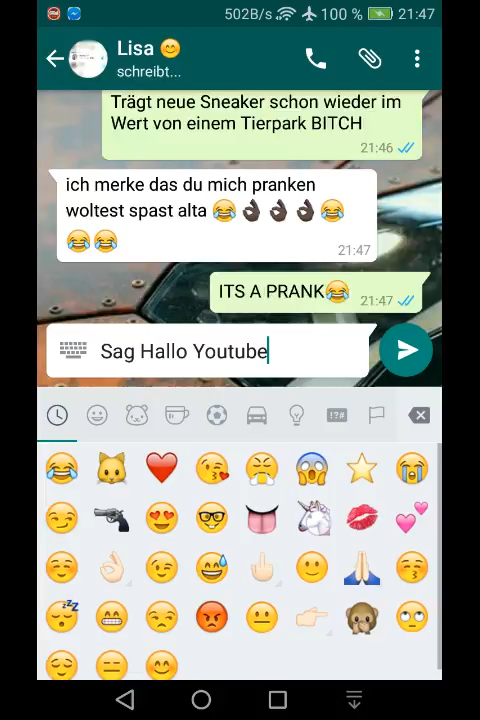 502B/s 100 % 21:47
Lisa 😊
schreibt...
Trägt neue Sneaker schon wieder im
Wert von einem Tierpark BITCH
21:46
ich merke das du mich pranken
woltest spast alta 😂👌🏿👌🏿👌🏿😂
😂😂
21:47
ITS A PRANK😂
21:47
Sag Hallo Youtube